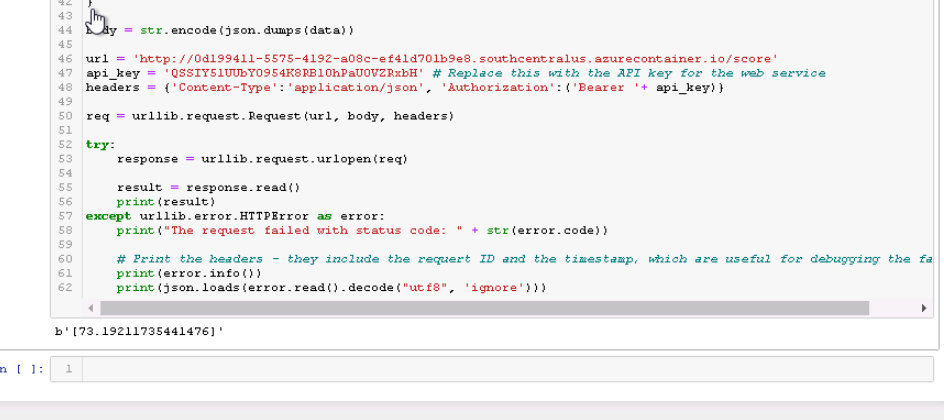 42 }
43
44 body = str.encode(json.dumps(data))
45
46 url = 'http://0d199411-5575-4192-a08c-ef41d701b9e8.southcentralus.azurecontainer.io/score'
47 api_key = 'QSSIY51UUbYO954K8RB1OhPaUOVZRxbH' # Replace this with the API key for the web service
48 headers = {'Content-Type':'application/json', 'Authorization':('Bearer '+ api_key)}
49
50 req = urllib.request.Request(url, body, headers)
51
52 try:
53 response = urllib.request.urlopen(req)
54
55 result = response.read()
56 print(result)
57 except urllib.error.HTTPError as error:
58 print("The request failed with status code: " + str(error.code))
59
60 # Print the headers - they include the requert ID and the timestamp, which are useful for debugging the fa
61 print(error.info())
62 print(json.loads(error.read().decode("utf8", 'ignore')))
b'[73.19211735441476]'
n [ ]: 1